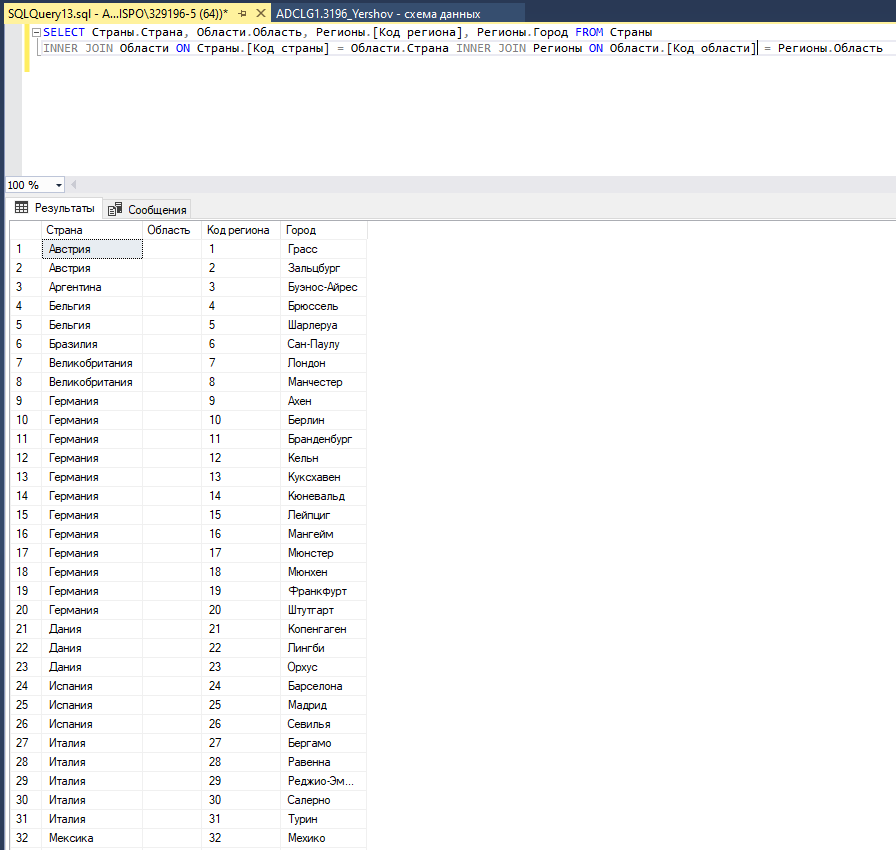 SQLQuery13.sql - A...ISPO\329196-5 (64))* ADCLG1.3196_Yershov - схема данных
SELECT Страны.Страна, Области.Область, Регионы.[Код региона], Регионы.Город FROM Страны
INNER JOIN Области ON Страны.[Код страны] = Области.Страна INNER JOIN Регионы ON Области.[Код области] = Регионы.Область
100 %
Результаты Сообщения
Страна Область Код региона Город
1 Австрия 1 Грасс
2 Австрия 2 Зальцбург
3 Аргентина 3 Буэнос-Айрес
4 Бельгия 4 Брюссель
5 Бельгия 5 Шарлеруа
6 Бразилия 6 Сан-Паулу
7 Великобритания 7 Лондон
8 Великобритания 8 Манчестер
9 Германия 9 Ахен
10 Германия 10 Берлин
11 Германия 11 Бранденбург
12 Германия 12 Кельн
13 Германия 13 Куксхавен
14 Германия 14 Кюневальд
15 Германия 15 Лейпциг
16 Германия 16 Мангейм
17 Германия 17 Мюнстер
18 Германия 18 Мюнхен
19 Германия 19 Франкфурт
20 Германия 20 Штутгарт
21 Дания 21 Копенгаген
22 Дания 22 Лингби
23 Дания 23 Орхус
24 Испания 24 Барселона
25 Испания 25 Мадрид
26 Испания 26 Севилья
27 Италия 27 Бергамо
28 Италия 28 Равенна
29 Италия 29 Реджио-Эм...
30 Италия 30 Салерно
31 Италия 31 Турин
32 Мексика 32 Мехико